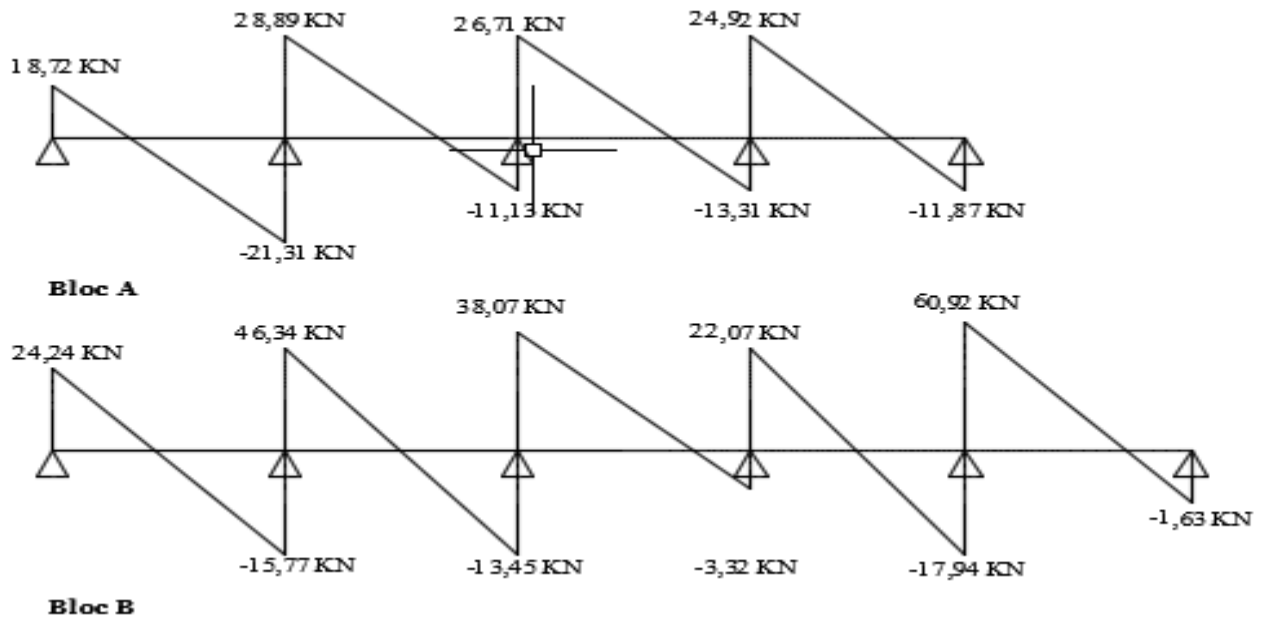 28,89 KN
26,71 KN
24,92 KN
18,72 KN
-11,13 KN
-13,31 KN
-11,87 KN
-21,31 KN
Bloc A
38,07 KN
60,92 KN
24,24 KN
46,34 KN
22,07 KN
-1,63 KN
-15,77 KN
-13,45 KN
-3,32 KN
-17,94 KN
Bloc B